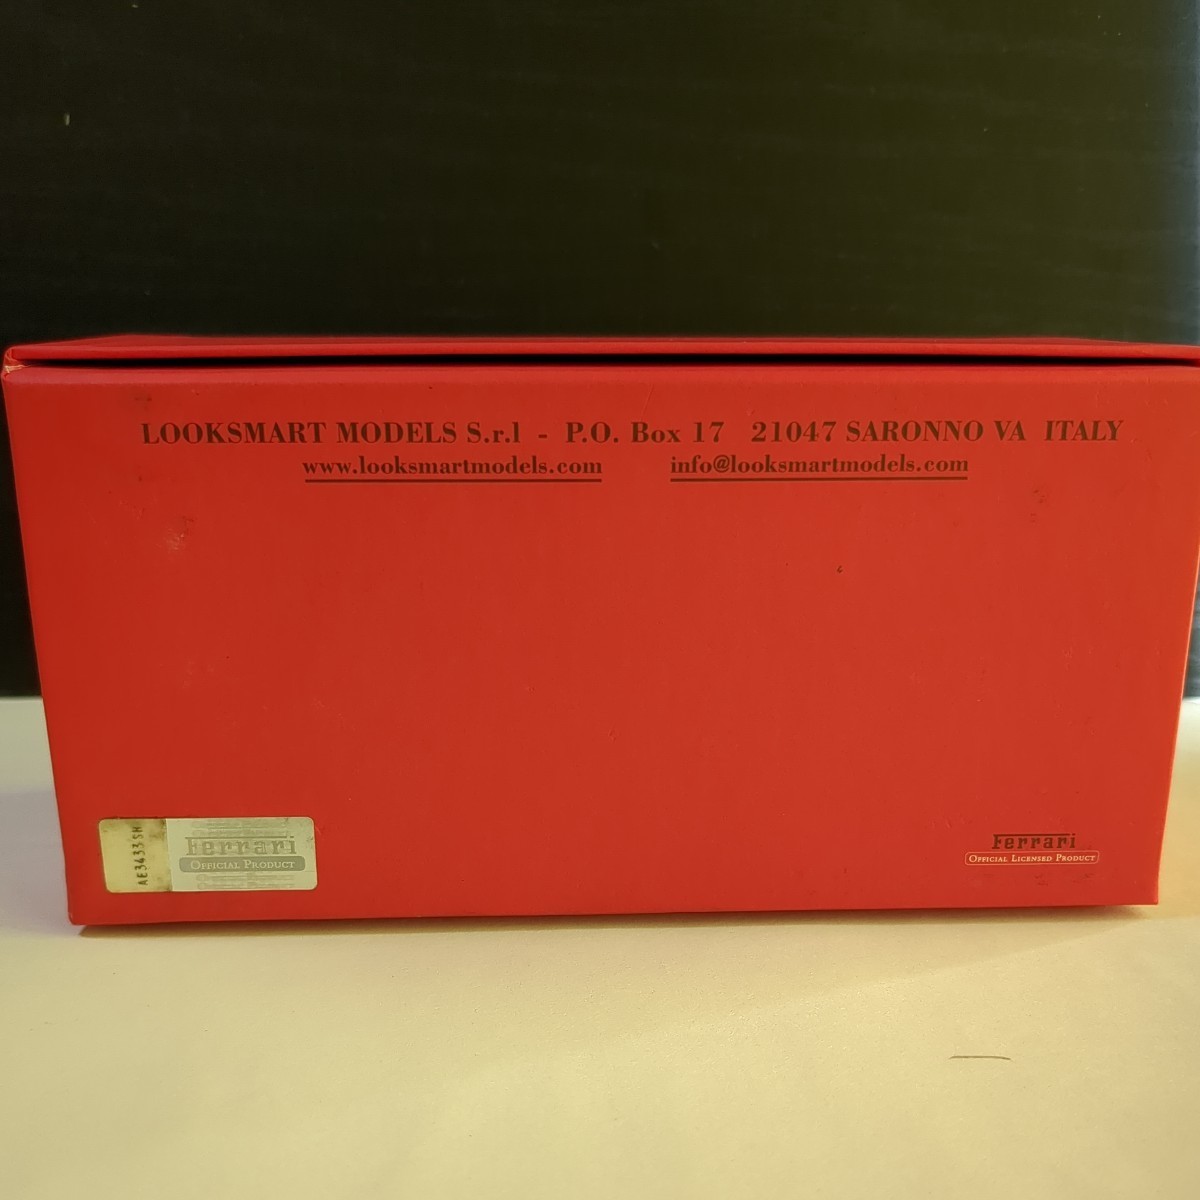 LOOKSMART MODELS S.r.l - P.O. Box 17 21047 SARONNO VA ITALY
www.looksmartmodels.com info@looksmartmodels.com
AE3433SH
Ferrari
OFFICIAL PRODUCT
Ferrari
OFFICIAL LICENSED PRODUCT